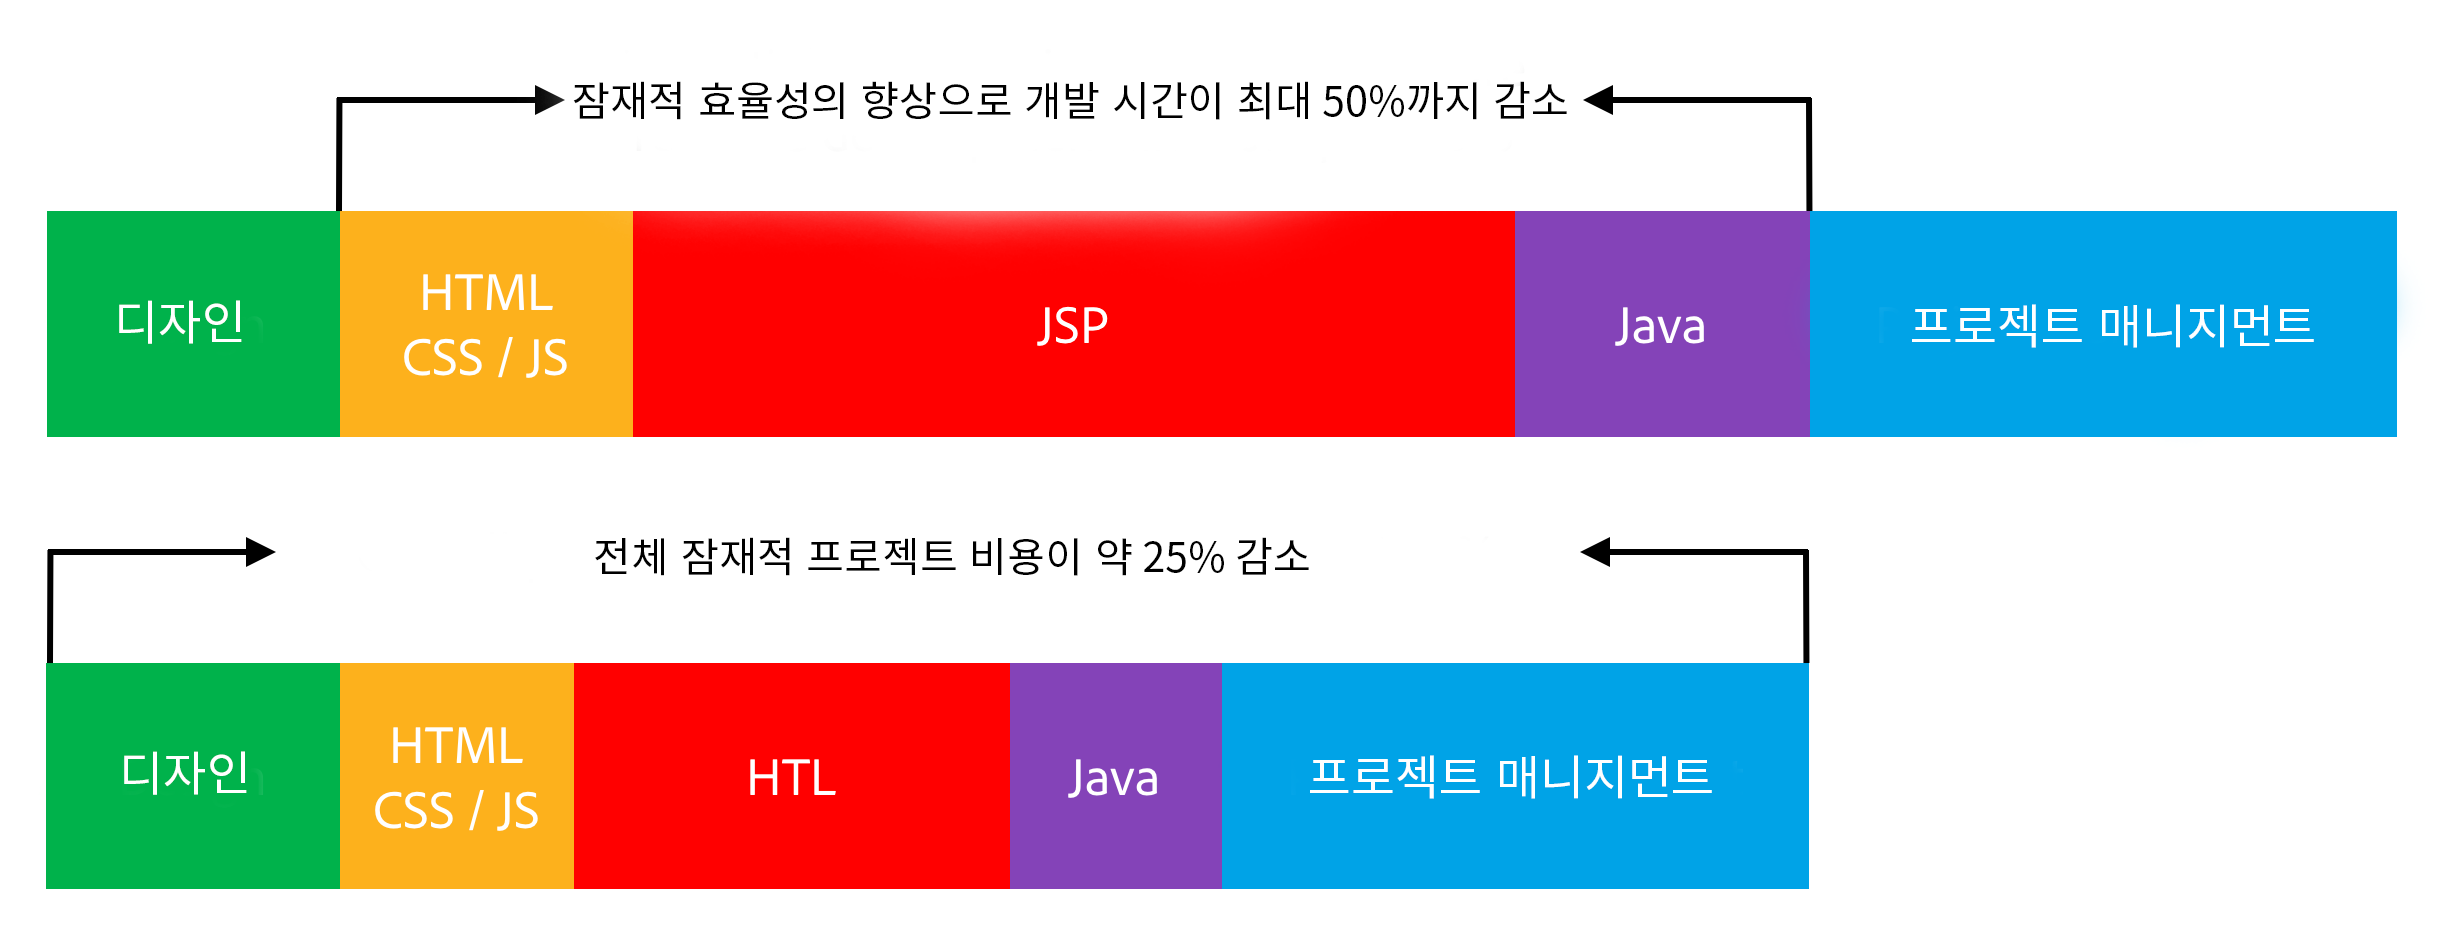 잠재적 효율성의 향상으로 개발 시간이 최대 50%까지 감소
디자인
HTML
CSS / JS
JSP
Java
프로젝트 매니지먼트
전체 잠재적 프로젝트 비용이 약 25% 감소
디자인
HTML
CSS / JS
HTL
Java
프로젝트 매니지먼트